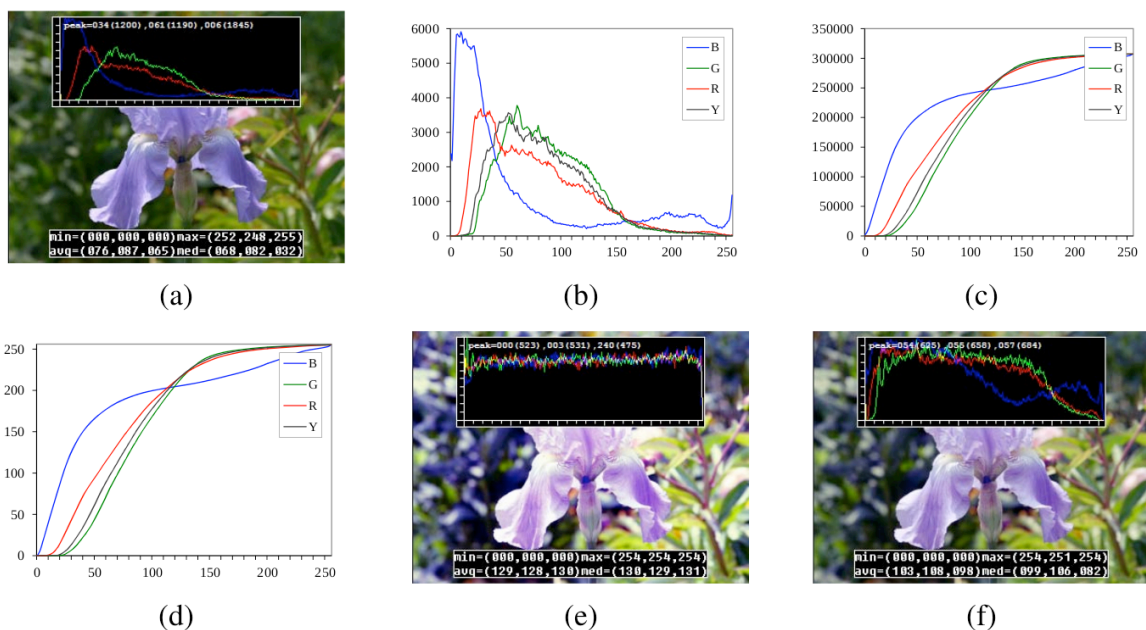 peak=034(1200) ,061(1190) ,006(1845)
min=(000,000,000)max=(252,248,255)
avg=(076,087,065)med=(068,082,032)
(a)
6000
5000
4000
3000
2000
1000
0
0 50 100 150 200 250
B
G
R
Y
(b)
350000
300000
250000
200000
150000
100000
50000
0
0 50 100 150 200 250
B
G
R
Y
(c)
250
200
150
100
50
0
0 50 100 150 200 250
B
G
R
Y
(d)
peak=000(523) ,003(531) ,240(475)
min=(000,000,000)max=(254,254,254)
avg=(129,128,130)med=(130,129,131)
(e)
peak=054(625) ,055(658) ,057(684)
min=(000,000,000)max=(254,251,254)
avg=(103,108,098)med=(099,106,082)
(f)